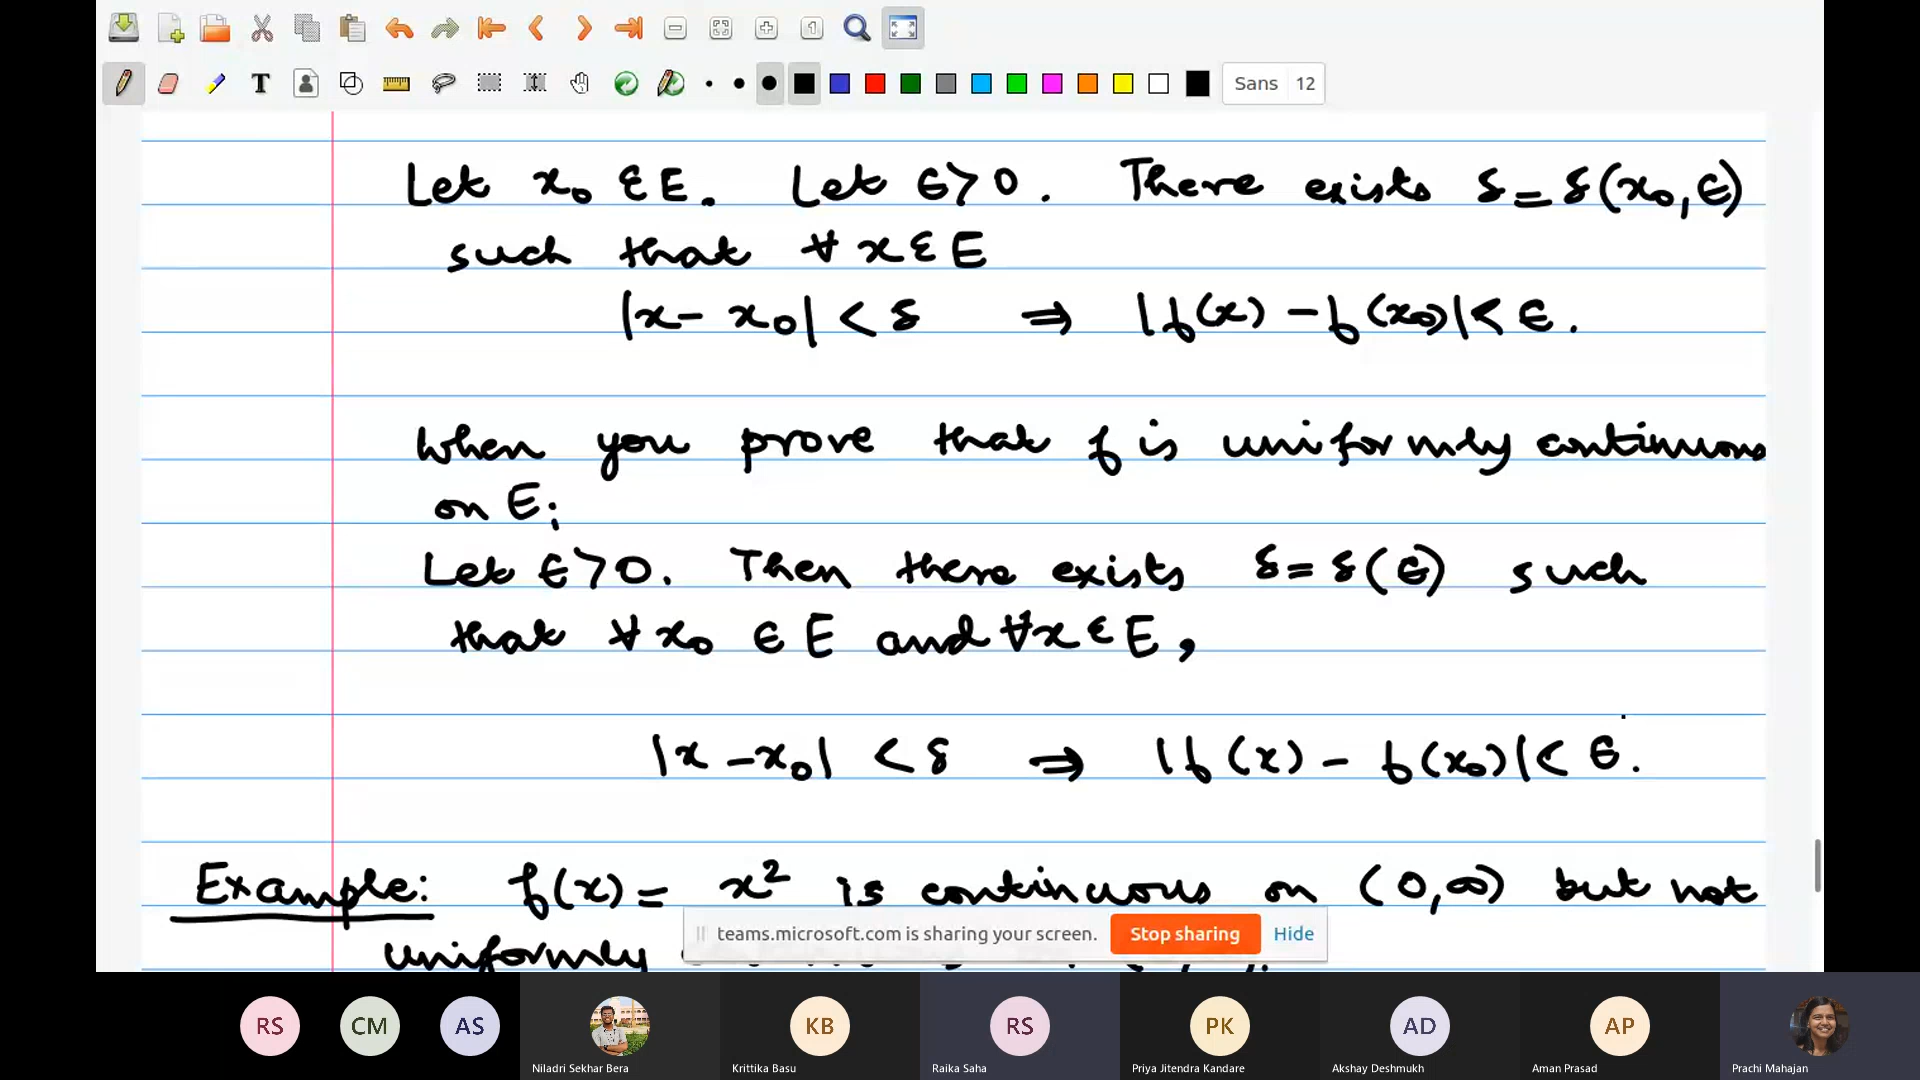 Sans 12
Let x₀ ∈ E. Let ϵ>0. There exists δ=δ(x₀,ϵ)
such that ∀ x∈E
|x-x₀|<δ ⇒ |f(x)-f(x₀)|<ϵ.
When you prove that f is uniformly continuous
on E;
Let ϵ>0. Then there exists δ=δ(ϵ) such
that ∀x₀ ∈ E and ∀x∈E,
|x-x₀| <δ ⇒ |f(x) - f(x₀)|<ϵ.
Example: f(x)= x² is continuous on (0,∞) but not
uniformly
teams.microsoft.com is sharing your screen. Stop sharing Hide
RS CM AS KB RS PK AD AP
Niladri Sekhar Bera Krittika Basu Raika Saha Priya Jitendra Kandare Akshay Deshmukh Aman Prasad Prachi Mahajan